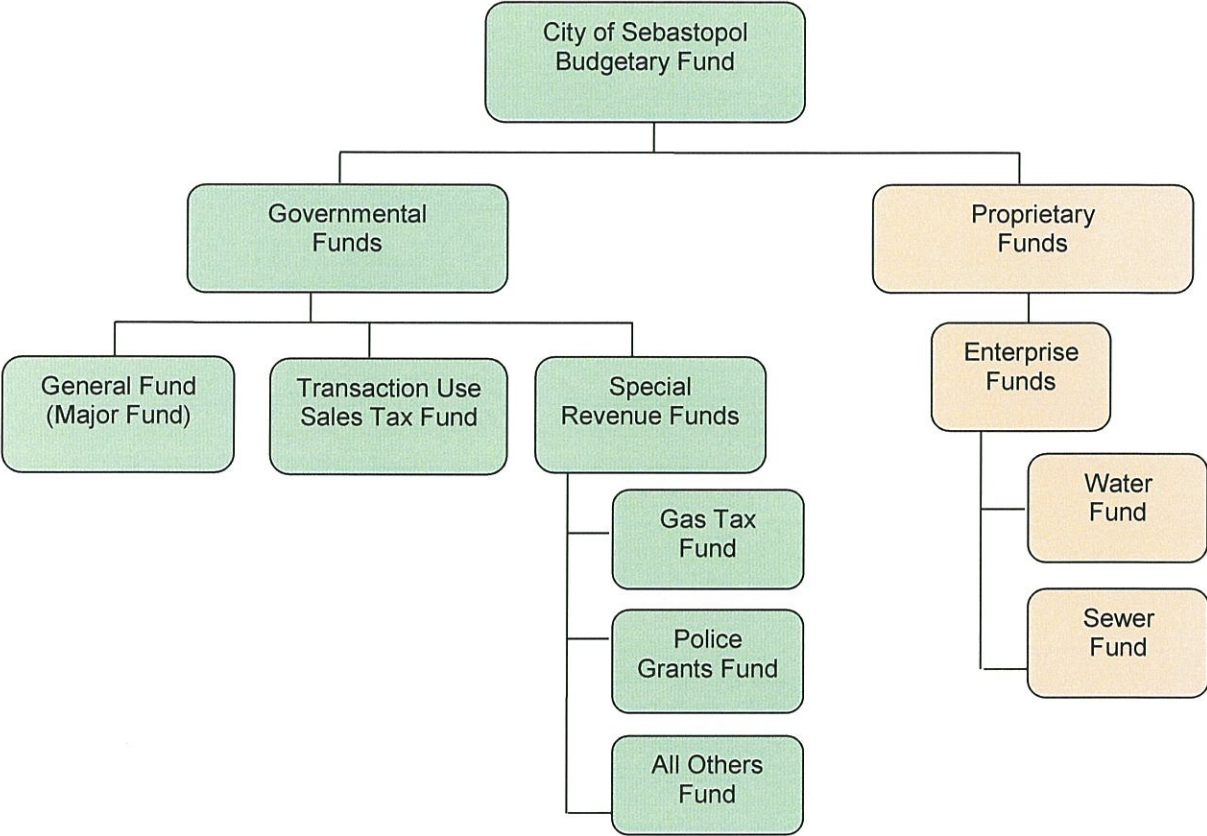 City of Sebastopol
Budgetary Fund
Governmental
Funds
Proprietary
Funds
General Fund
(Major Fund)
Transaction Use
Sales Tax Fund
Special
Revenue Funds
Enterprise
Funds
Gas Tax
Fund
Police
Grants Fund
All Others
Fund
Water
Fund
Sewer
Fund